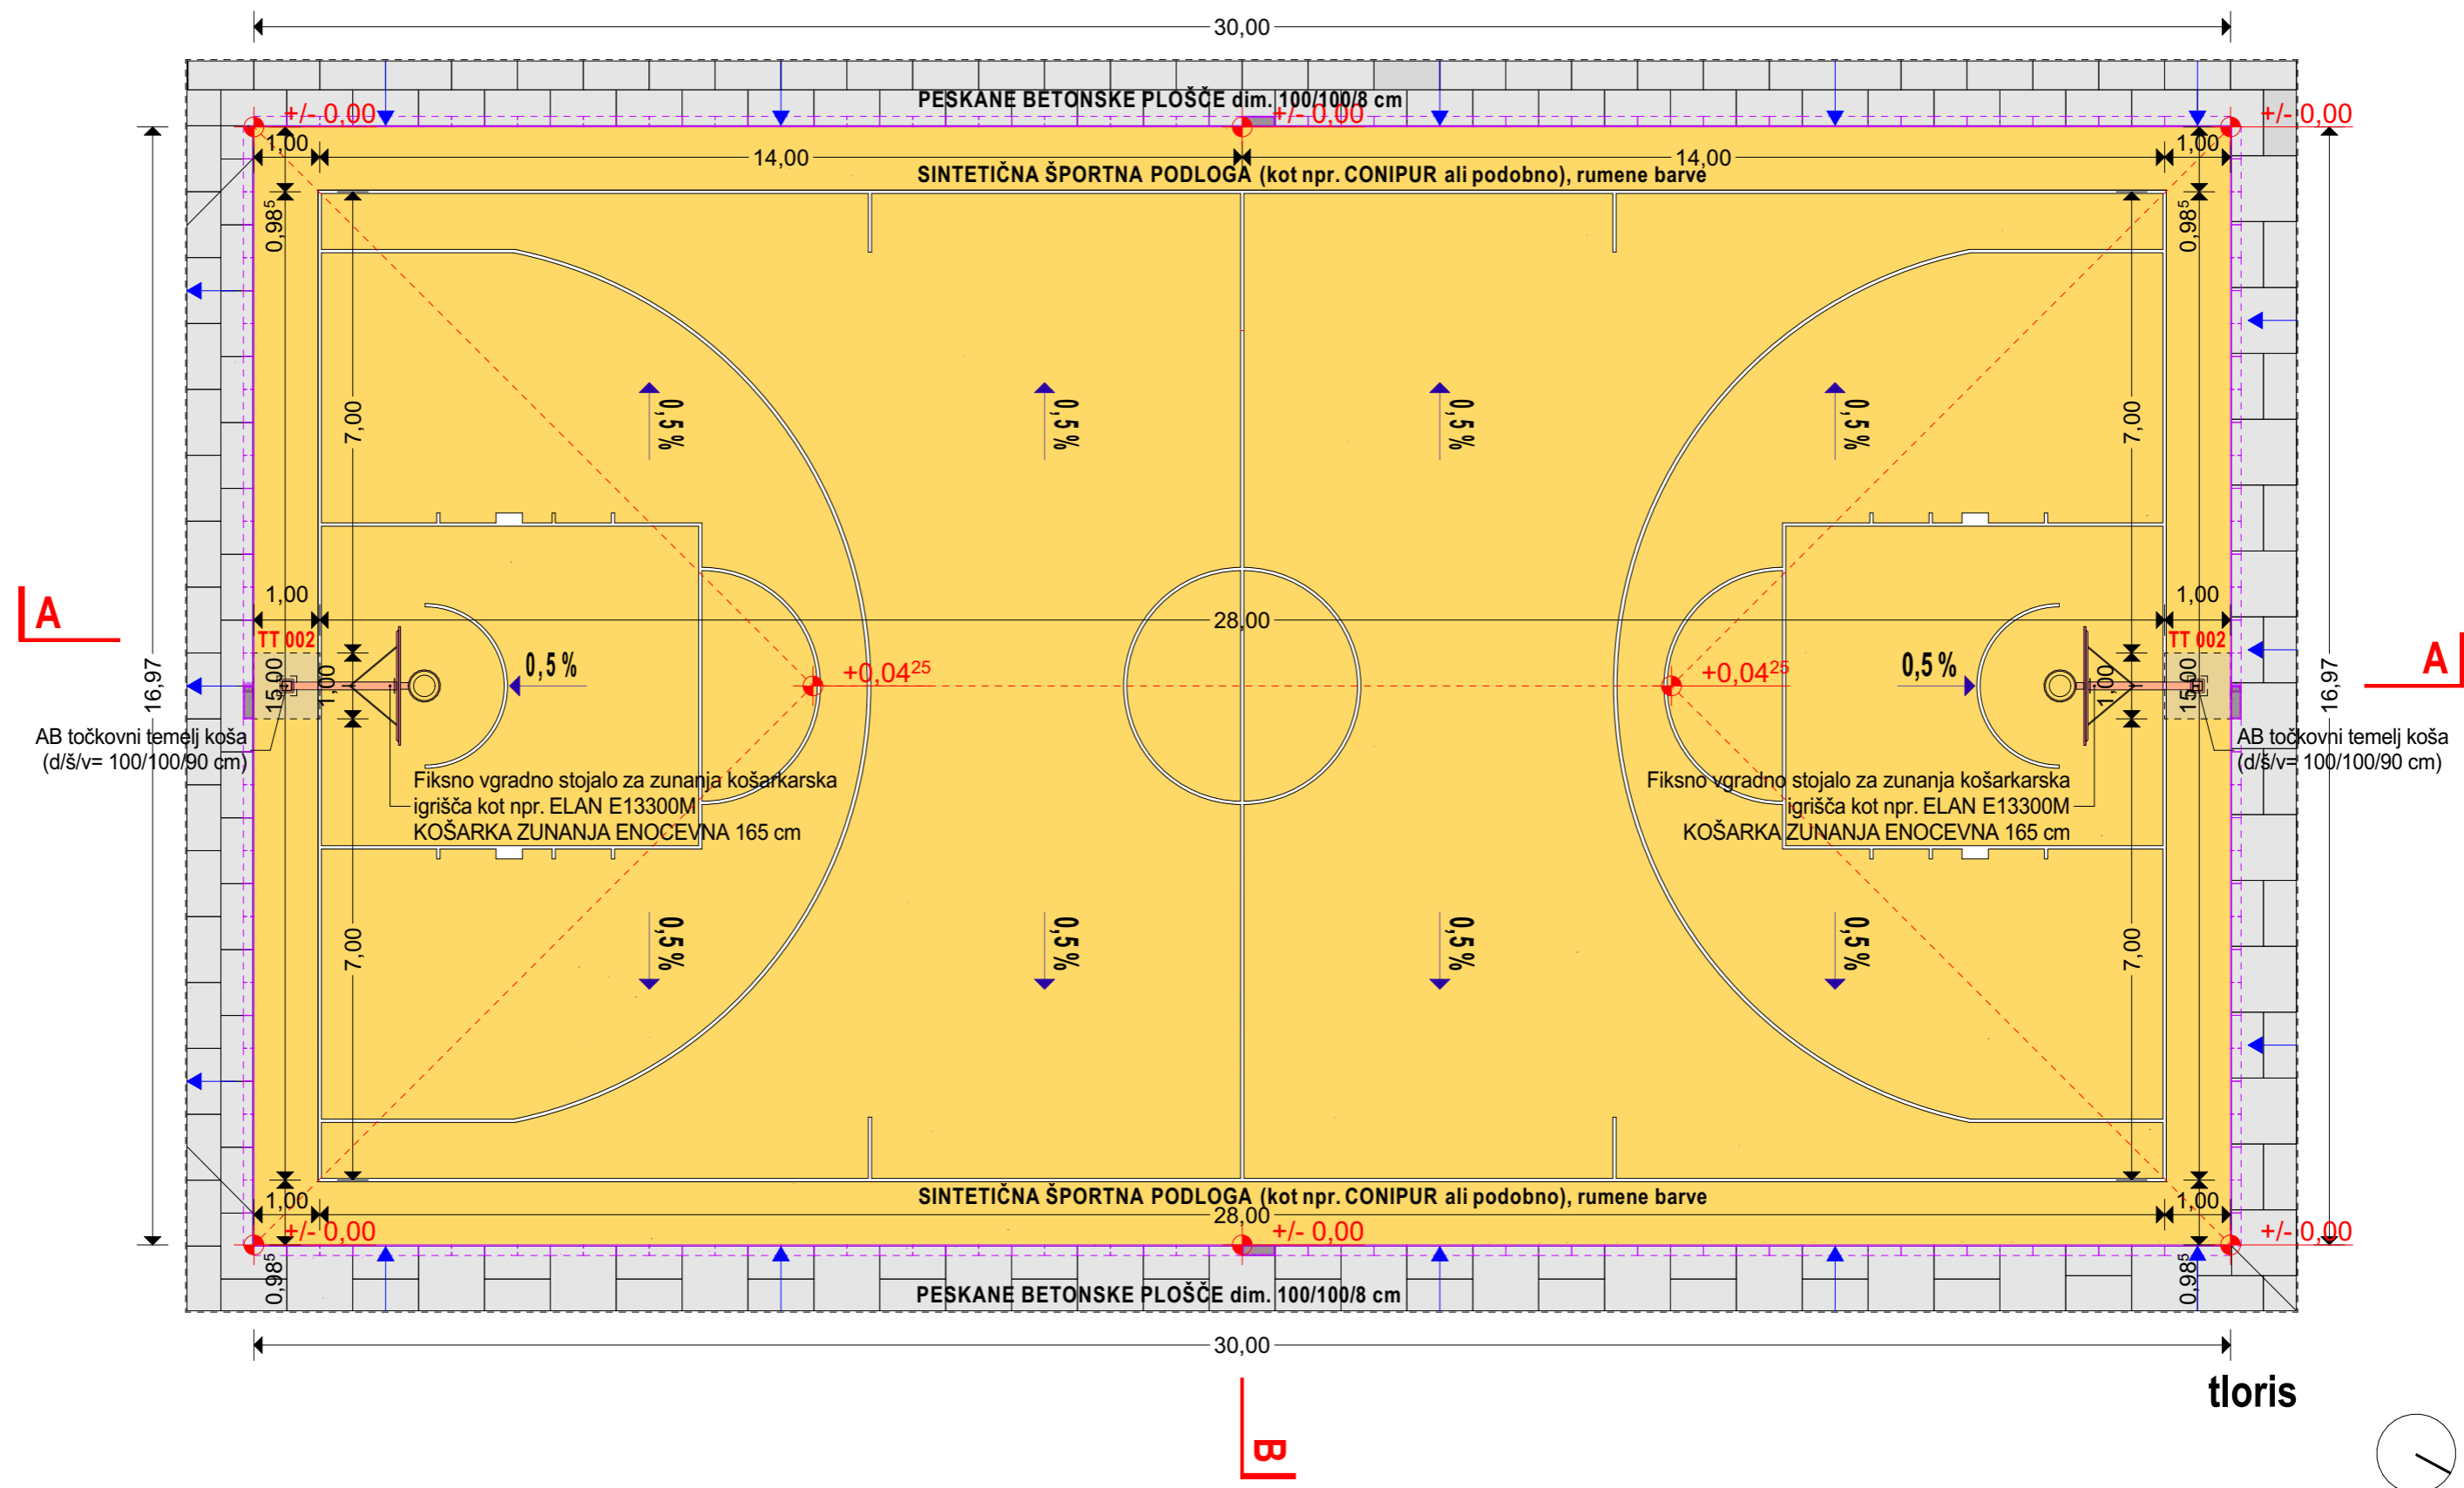 30,00
PESKANE BETONSKE PLOŠČE dim. 100/100/8 cm
+/- 0,00
+/- 0,00
+/- 0,00
1,00
14,00
14,00
1,00
SINTETIČNA ŠPORTNA PODLOGA (kot npr. CONIPUR ali podobno), rumene barve
0,98⁵
0,98⁵
7,00
0,5 %
0,5 %
0,5 %
0,5 %
7,00
A
1,00
28,00
1,00
TT 002
TT 002
A
16,97
15,00
1,00
0,5 %
+0,04²⁵
+0,04²⁵
0,5 %
1,00
15,00
16,97
AB točkovni temelj koša
(d/š/v= 100/100/90 cm)
AB točkovni temelj koša
(d/š/v= 100/100/90 cm)
Fiksno vgradno stojalo za zunanja košarkarska
igrišča kot npr. ELAN E13300M
KOŠARKA ZUNANJA ENOCEVNA 165 cm
Fiksno vgradno stojalo za zunanja košarkarska
igrišča kot npr. ELAN E13300M
KOŠARKA ZUNANJA ENOCEVNA 165 cm
7,00
0,5 %
0,5 %
0,5 %
0,5 %
7,00
SINTETIČNA ŠPORTNA PODLOGA (kot npr. CONIPUR ali podobno), rumene barve
1,00
28,00
1,00
+/- 0,00
+/- 0,00
+/- 0,00
0,98⁵
0,98⁵
PESKANE BETONSKE PLOŠČE dim. 100/100/8 cm
30,00
tloris
B